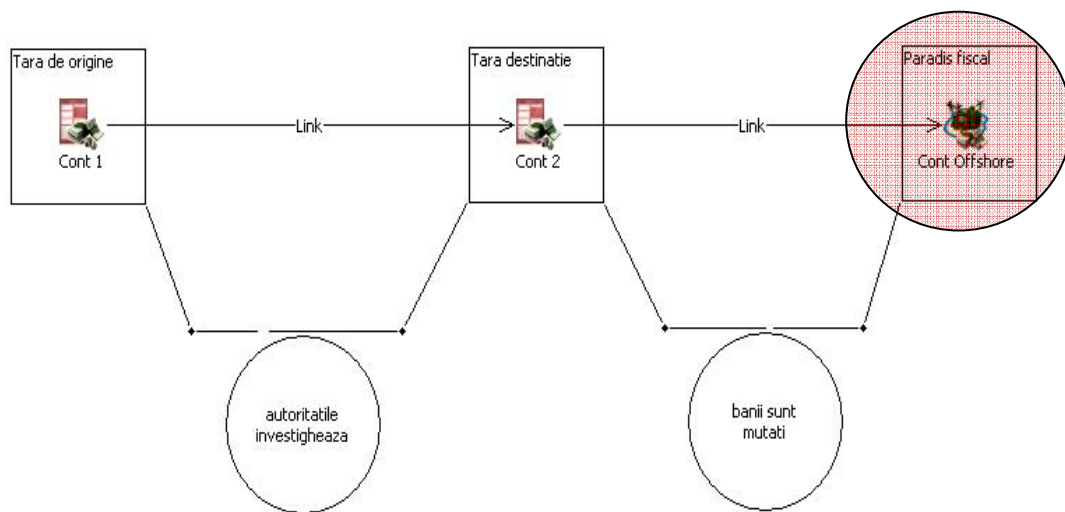 Tara de origine
Cont 1
Link
Tara destinatie
Cont 2
Link
Paradis fiscal
Cont Offshore
autoritatile
investigheaza
banii sunt
mutati